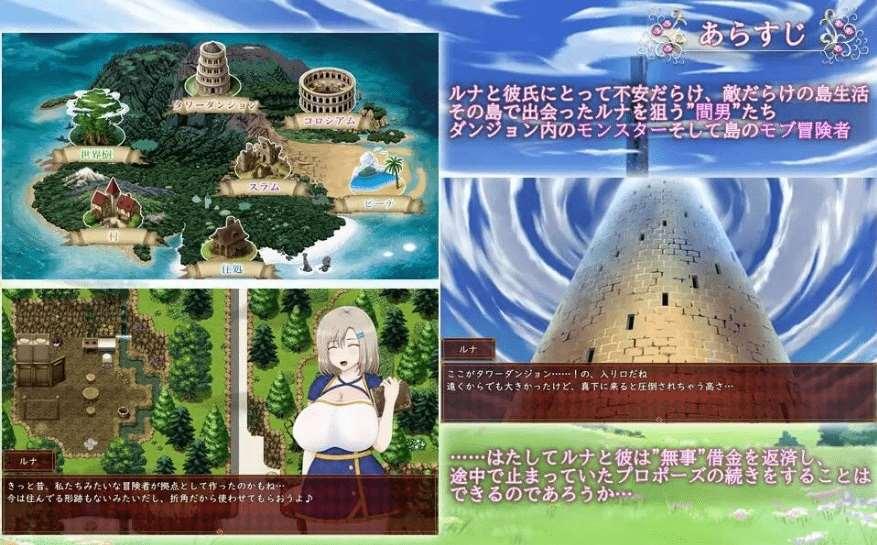 タワーダンジョン
コロシアム
世界樹
スラム
ビーチ
村
住処
ルナ
きっと昔、私たちみたいな冒険者が拠点として作ったのかもね…
今は住んでる形跡もないみたいだし、折角だから使わせてもらおうよ♪
あらすじ
ルナと彼氏にとって不安だらけ、敵だらけの島生活
その島で出会ったルナを狙う"間男"たち
ダンジョン内のモンスターそして島のモブ冒険者
ルナ
ここがタワーダンジョン……！の、入り口だね
遠くからでも大きかったけど、真下に来ると圧倒されちゃう高さ…
……はたしてルナと彼は"無事"借金を返済し、
途中で止まっていたプロポーズの続きをすることは
できるのであろうか…